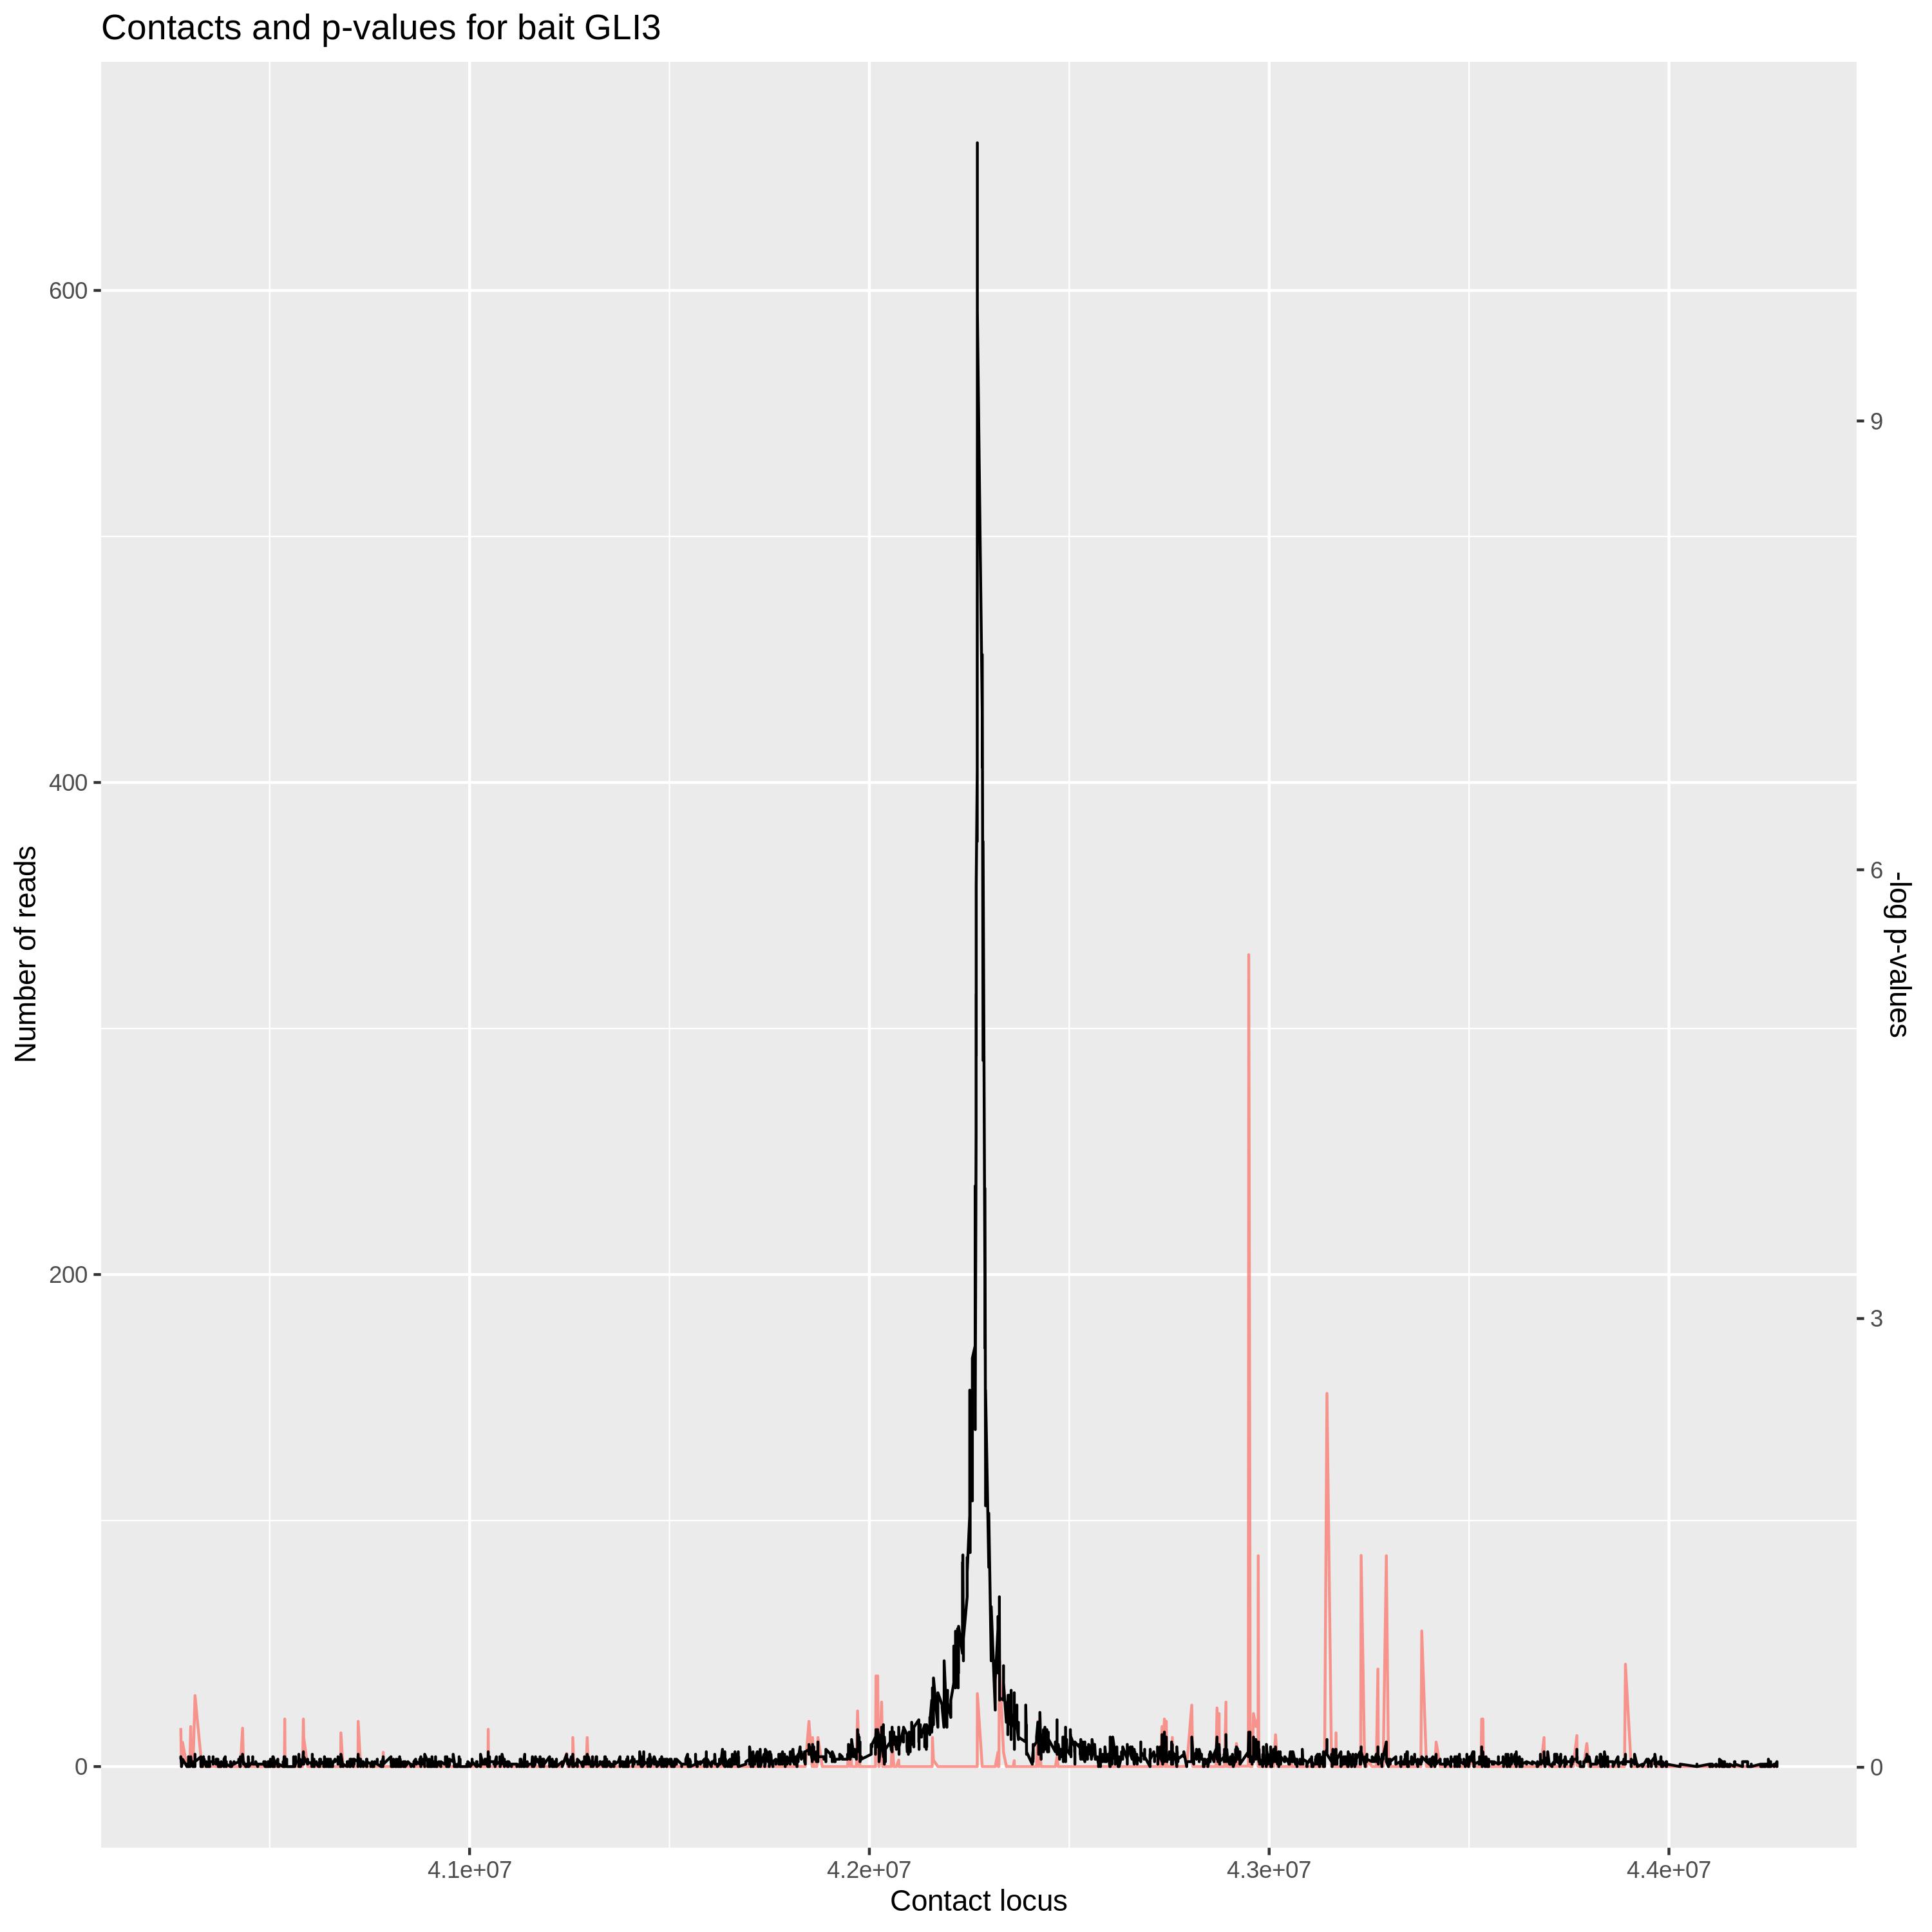 Contacts and p-values for bait GLI3
Number of reads
600
400
200
0
9
6
3
0
-log p-values
4.1e+07
4.2e+07
4.3e+07
4.4e+07
Contact locus